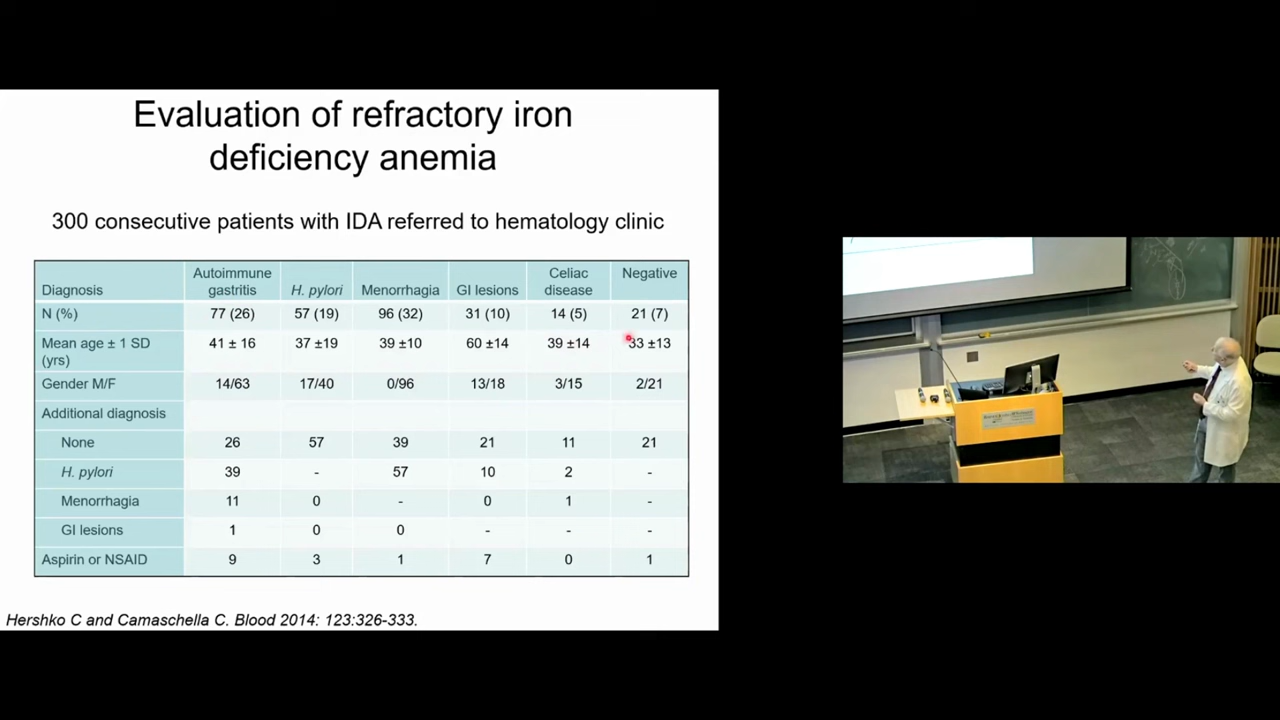 Evaluation of refractory iron
deficiency anemia
300 consecutive patients with IDA referred to hematology clinic
Diagnosis Autoimmune gastritis H. pylori Menorrhagia GI lesions Celiac disease Negative
N (%) 77 (26) 57 (19) 96 (32) 31 (10) 14 (5) 21 (7)
Mean age ± 1 SD (yrs) 41 ± 16 37 ±19 39 ±10 60 ±14 39 ±14 33 ±13
Gender M/F 14/63 17/40 0/96 13/18 3/15 2/21
Additional diagnosis
None 26 57 39 21 11 21
H. pylori 39 - 57 10 2 -
Menorrhagia 11 0 - 0 1 -
GI lesions 1 0 0 - - -
Aspirin or NSAID 9 3 1 7 0 1
Hershko C and Camaschella C. Blood 2014: 123:326-333.